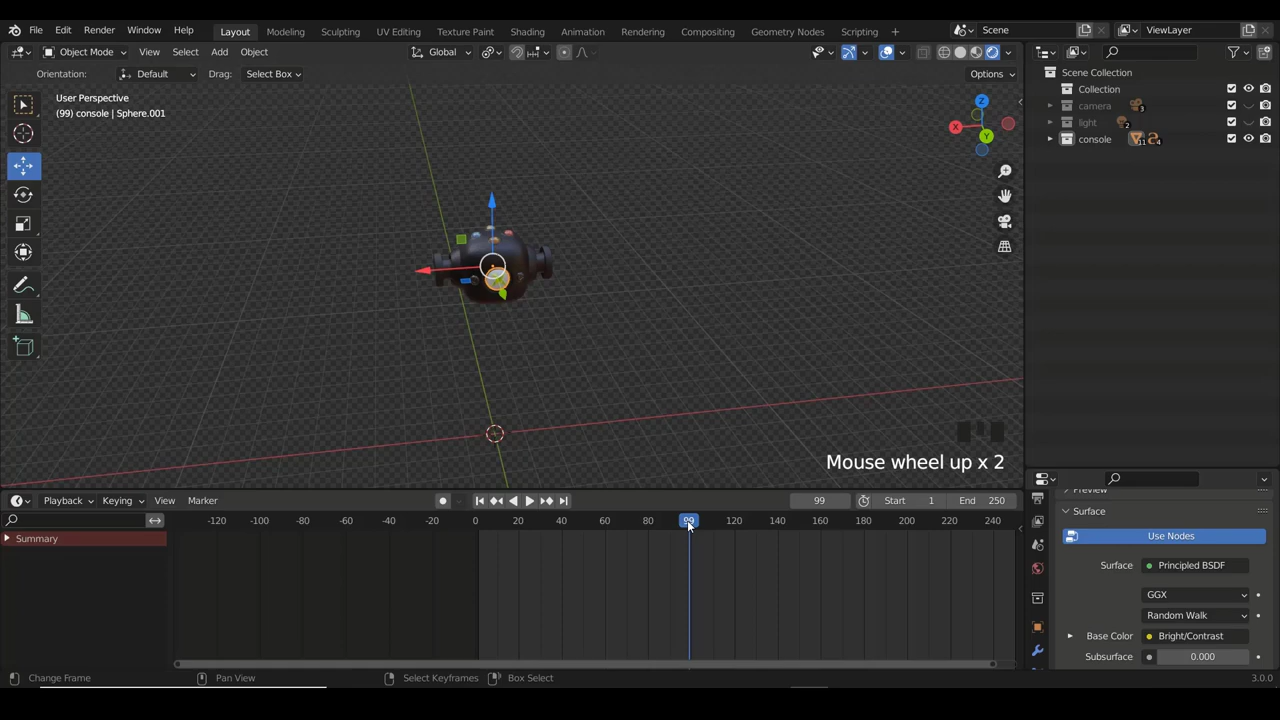 File Edit Render Window Help Layout Modeling Sculpting UV Editing Texture Paint Shading Animation Rendering Compositing Geometry Nodes Scripting + Scene ViewLayer
Object Mode View Select Add Object Global
Orientation: Default Drag: Select Box Options
User Perspective
(99) console | Sphere.001
Z
X
Y
Scene Collection
Collection
camera 3
light 2
console 11 4
Mouse wheel up x 2
Playback Keying View Marker 99 Start 1 End 250
-120 -100 -80 -60 -40 -20 0 20 40 60 80 99 120 140 160 180 200 220 240
Summary
Preview
Surface
Use Nodes
Surface Principled BSDF
GGX
Random Walk
Base Color Bright/Contrast
Subsurface 0.000
Change Frame Pan View Select Keyframes Box Select 3.0.0